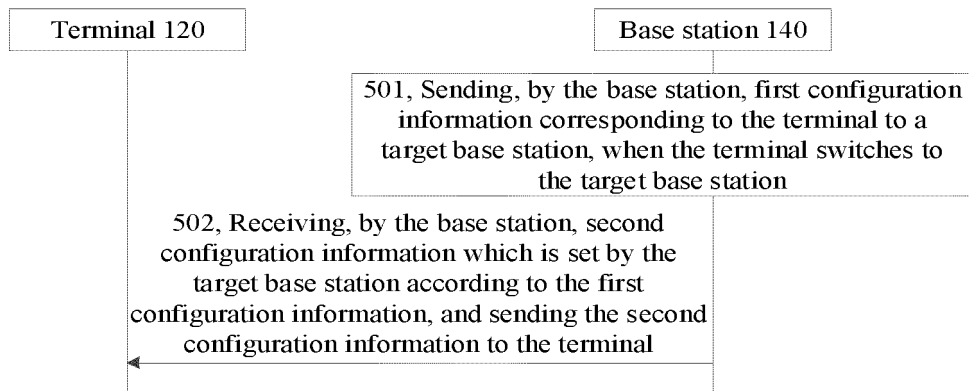 Terminal 120
Base station 140
501, Sending, by the base station, first configuration
information corresponding to the terminal to a
target base station, when the terminal switches to
the target base station
502, Receiving, by the base station, second
configuration information which is set by the
target base station according to the first
configuration information, and sending the second
configuration information to the terminal